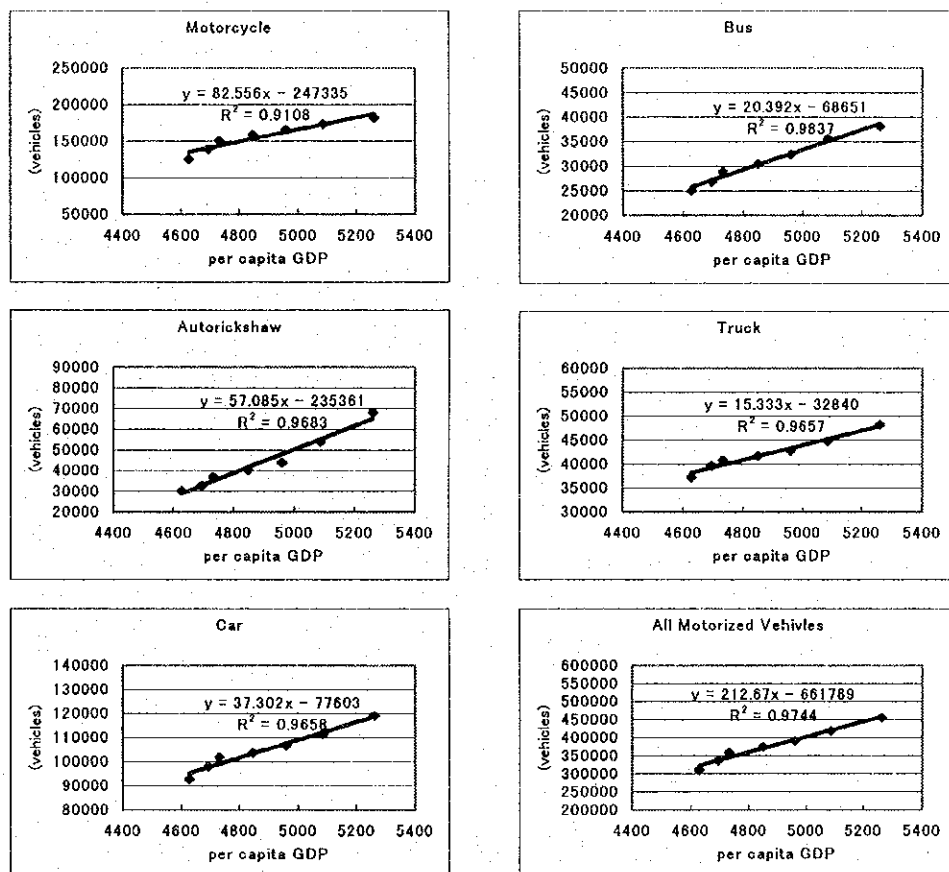 Motorcycle
(vehicles)
250000
200000
150000
100000
50000
y = 82.556x - 247335
R² = 0.9108
4400 4600 4800 5000 5200 5400
per capita GDP
Bus
(vehicles)
50000
45000
40000
35000
30000
25000
20000
y = 20.392x - 68651
R² = 0.9837
4400 4600 4800 5000 5200 5400
per capita GDP
Autorickshaw
(vehicles)
90000
80000
70000
60000
50000
40000
30000
20000
y = 57.085x - 235361
R² = 0.9683
4400 4600 4800 5000 5200 5400
per capita GDP
Truck
(vehicles)
60000
55000
50000
45000
40000
35000
30000
y = 15.333x - 32840
R² = 0.9657
4400 4600 4800 5000 5200 5400
per capita GDP
Car
(vehicles)
140000
130000
120000
110000
100000
90000
80000
y = 37.302x - 77603
R² = 0.9658
4400 4600 4800 5000 5200 5400
per capita GDP
All Motorized Vehivles
(vehicles)
600000
550000
500000
450000
400000
350000
300000
250000
200000
y = 212.67x - 661789
R² = 0.9744
4400 4600 4800 5000 5200 5400
per capita GDP